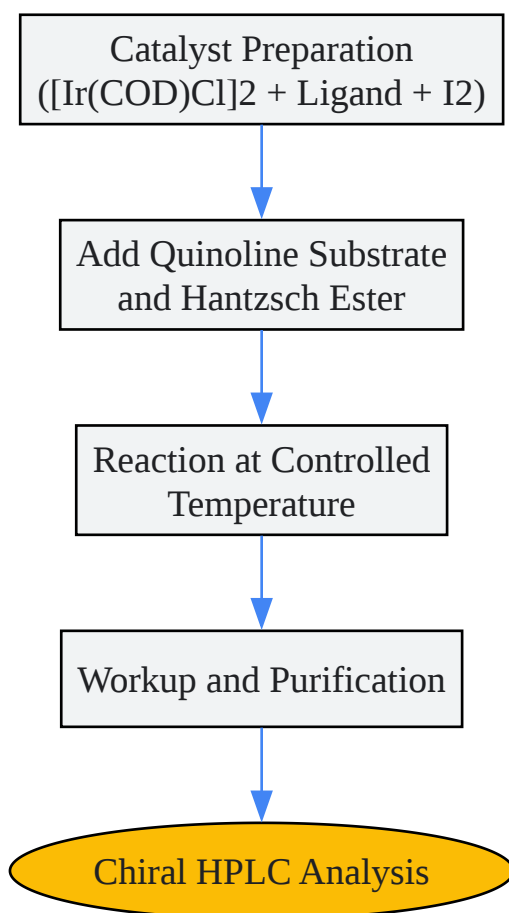 Catalyst Preparation
([Ir(COD)Cl]2 + Ligand + I2)
Add Quinoline Substrate
and Hantzsch Ester
Reaction at Controlled
Temperature
Workup and Purification
Chiral HPLC Analysis